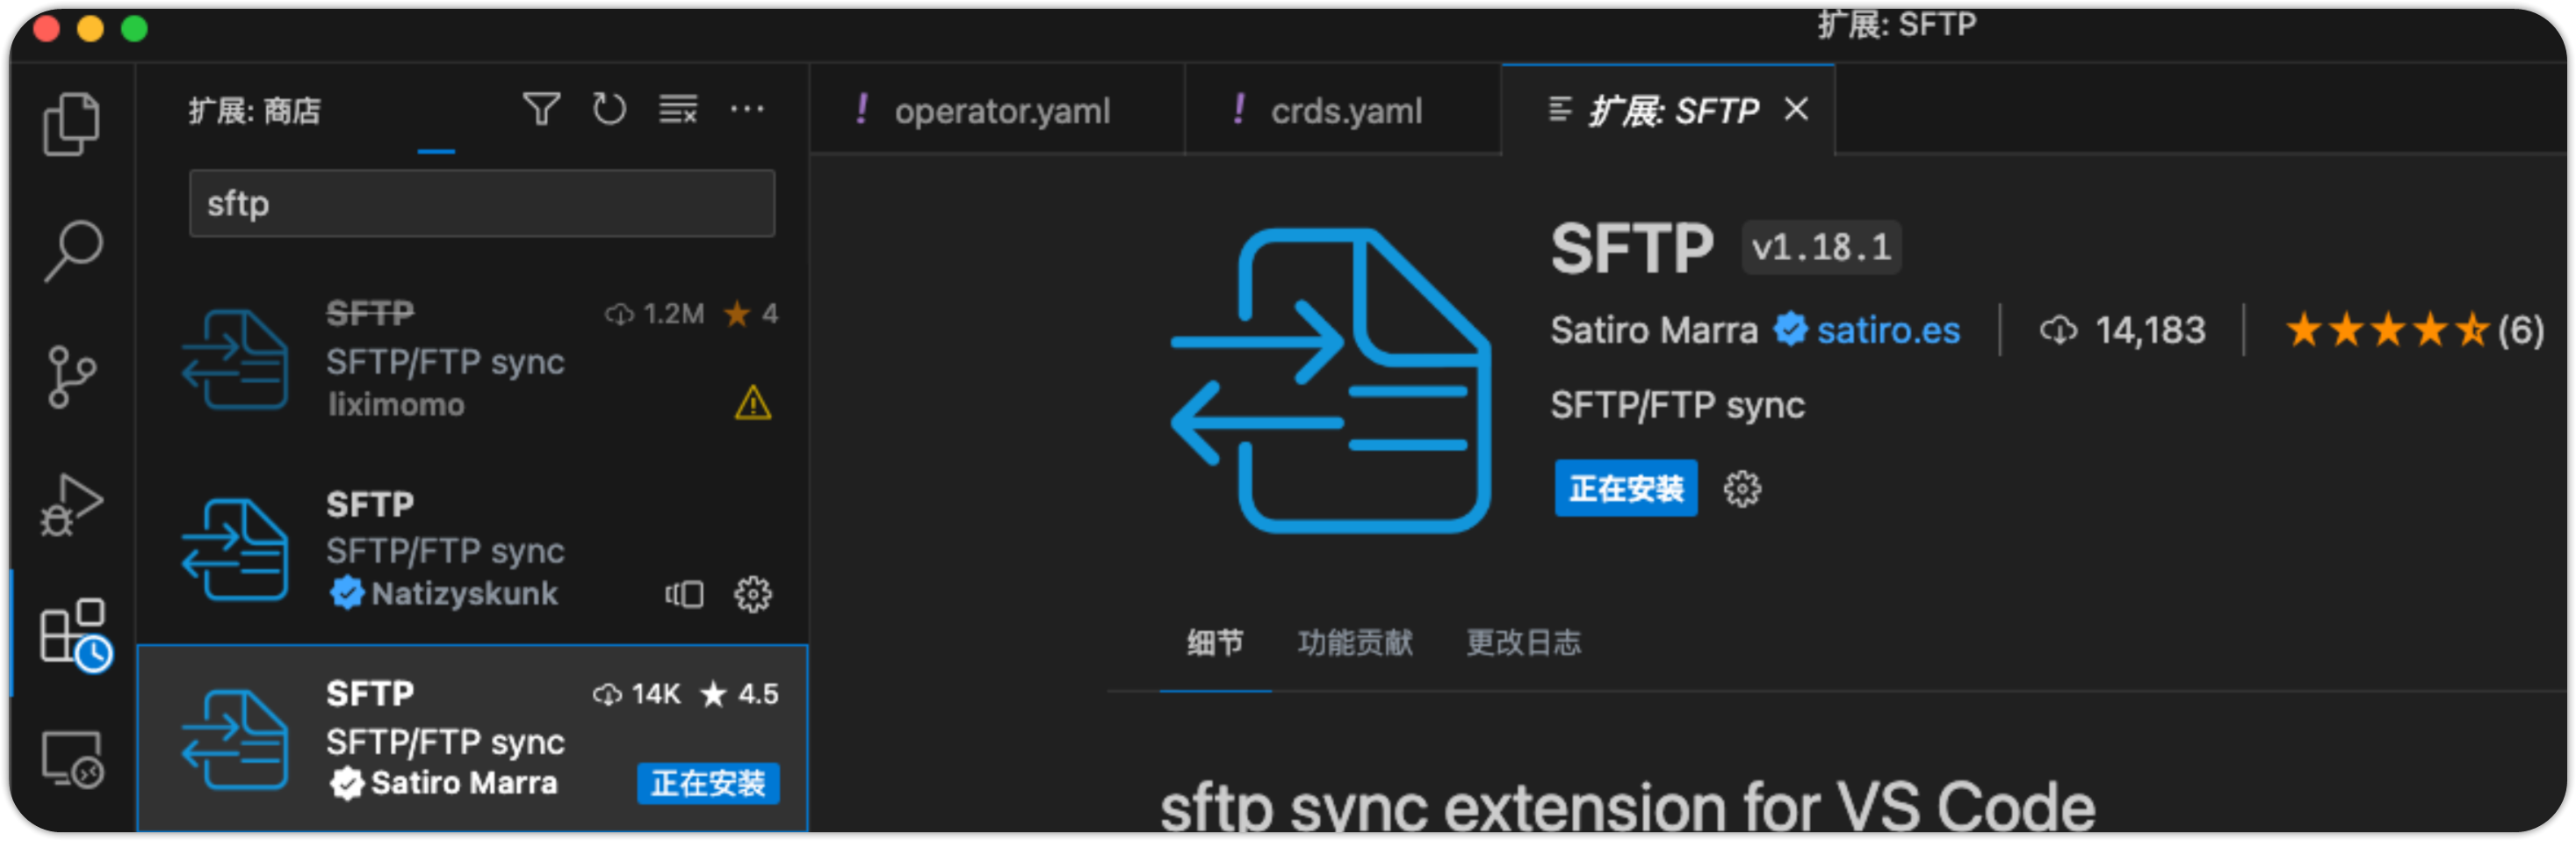 扩展: SFTP
扩展: 商店
sftp
SFTP 1.2M 4
SFTP/FTP sync
liximomo
SFTP
SFTP/FTP sync
Natizyskunk
SFTP 14K 4.5
SFTP/FTP sync
Satiro Marra 正在安装
! operator.yaml ! crds.yaml 扩展: SFTP
SFTP v1.18.1
Satiro Marra satiro.es 14,183 (6)
SFTP/FTP sync
正在安装
细节 功能贡献 更改日志
sftp sync extension for VS Code